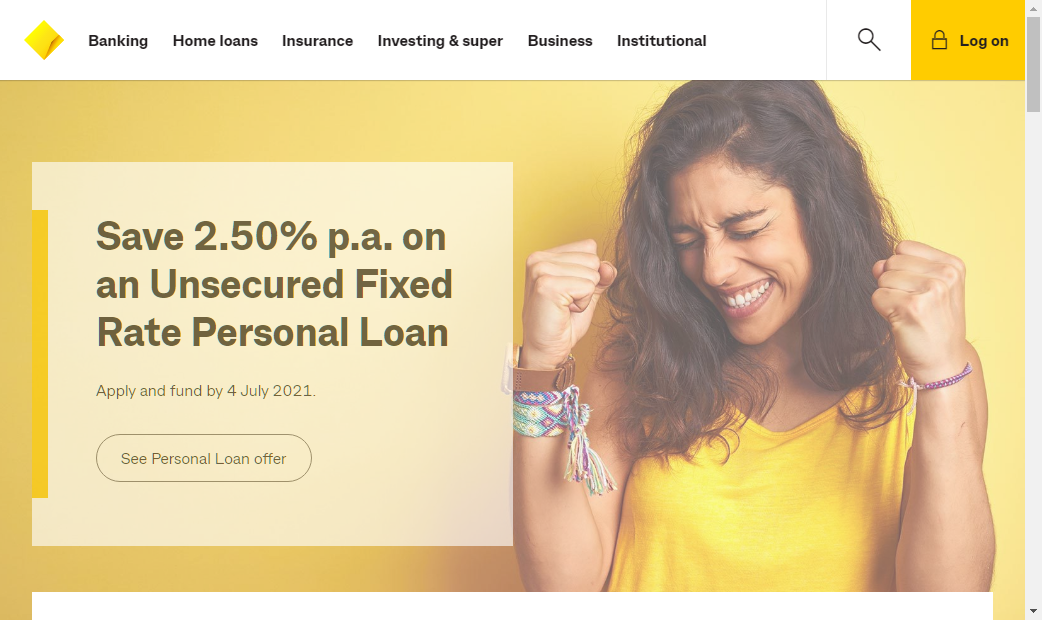 Banking Home loans Insurance Investing & super Business Institutional Log on
Save 2.50% p.a. on
an Unsecured Fixed
Rate Personal Loan
Apply and fund by 4 July 2021.
See Personal Loan offer